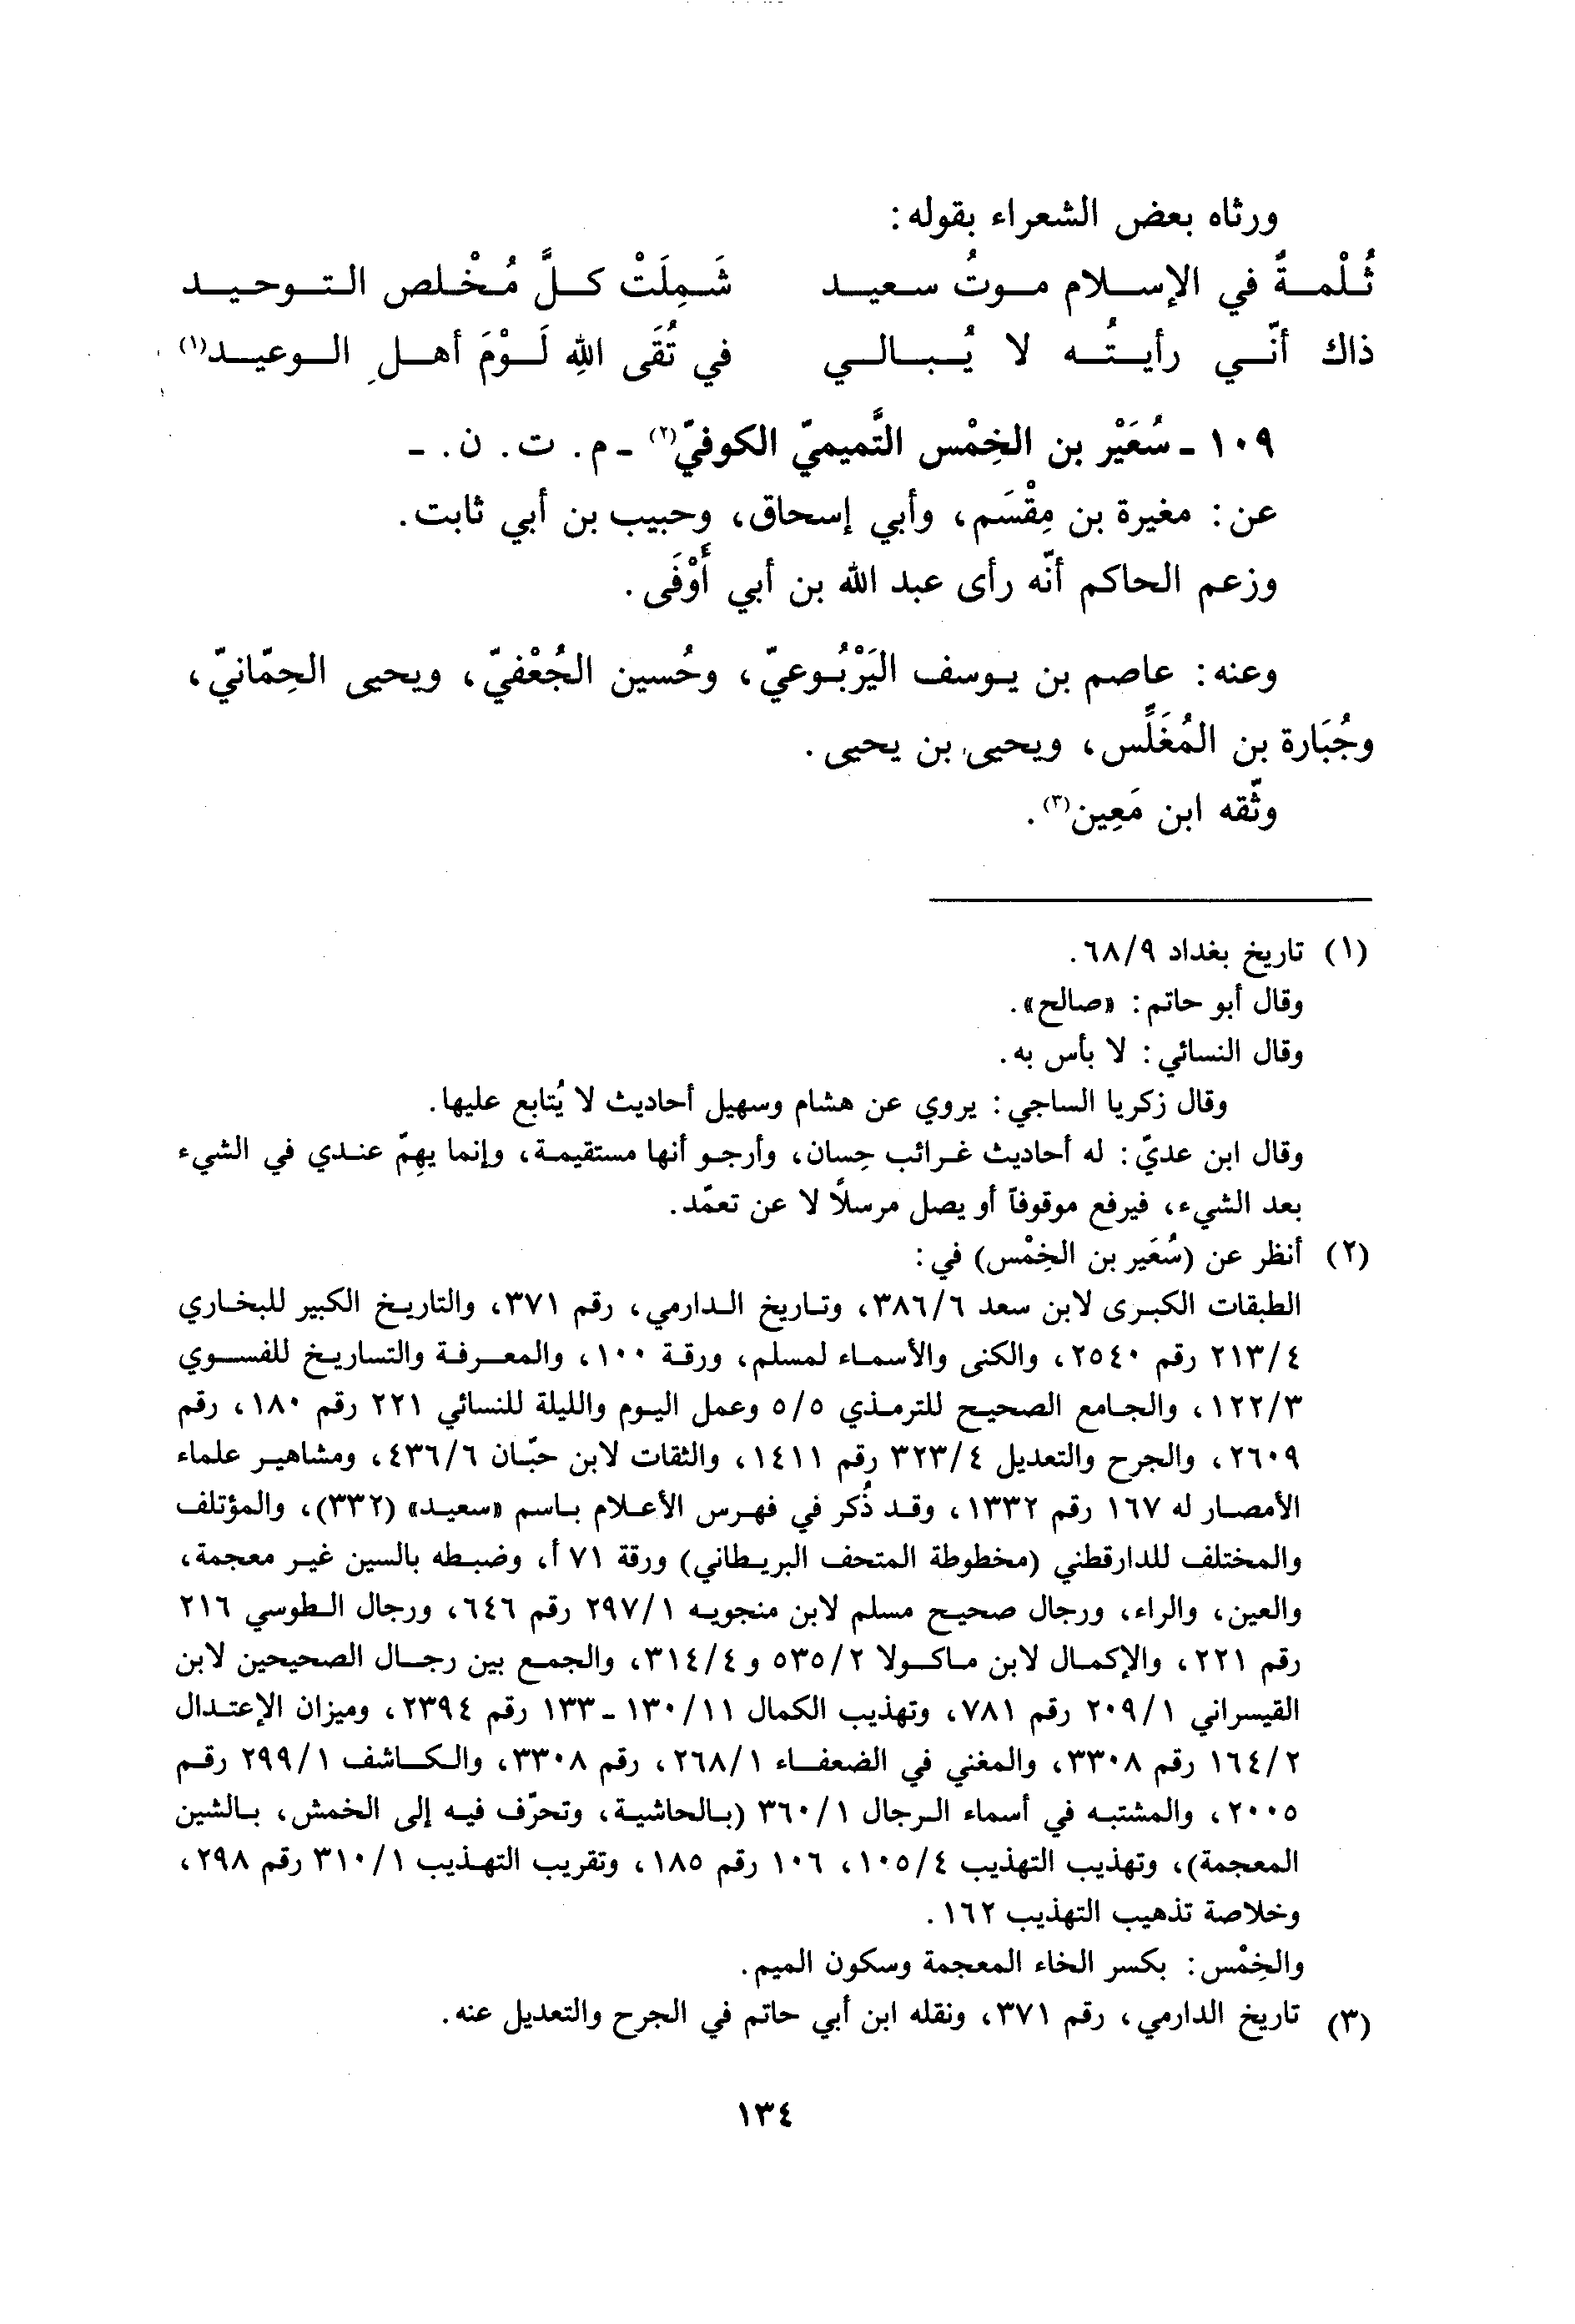 ورثاه بعض الشعراء بقوله:
ثُلْمةٌ في الإسلام موتُ سعيد شَمِلَتْ كلَّ مُخْلص التوحيد
ذاك أنّي رأيتُه لا يُبالي في تُقَى اللهِ لَوْمَ أهلِ الوعيد(١)
١٠٩ - سُعَيْر بن الخِمْس التَّميميّ الكوفيّ(٢) - م. ت. ن. -
عن: مغيرة بن مِقْسَم، وأبي إسحاق، وحبيب بن أبي ثابت.
وزعم الحاكم أنّه رأى عبد الله بن أبي أَوْفَى.
وعنه: عاصم بن يوسف اليَرْبُوعيّ، وحُسين الجُعْفيّ، ويحيى الحِمّانيّ،
وجُبَارة بن المُغَلِّس، ويحيى بن يحيى.
وثّقه ابن مَعِين(٣).
(١) تاريخ بغداد ٦٨/٩.
وقال أبو حاتم: «صالح».
وقال النسائي: لا بأس به.
وقال زكريا الساجي: يروي عن هشام وسهيل أحاديث لا يُتابع عليها.
وقال ابن عديّ: له أحاديث غرائب حِسان، وأرجو أنها مستقيمة، وإنما يهِمّ عندي في الشيء
بعد الشيء، فيرفع موقوفاً أو يصل مرسلاً لا عن تعمّد.
(٢) أنظر عن (سُعَير بن الخِمْس) في:
الطبقات الكبرى لابن سعد ٣٨٦/٦، وتاريخ الدارمي، رقم ٣٧١، والتاريخ الكبير للبخاري
٢١٣/٤ رقم ٢٥٤٠، والكنى والأسماء لمسلم، ورقة ١٠٠، والمعرفة والتساريخ للفسوي
١٢٢/٣، والجامع الصحيح للترمذي ٥/٥ وعمل اليوم والليلة للنسائي ٢٢١ رقم ١٨٠، رقم
٢٦٠٩، والجرح والتعديل ٣٢٣/٤ رقم ١٤١١، والثقات لابن حبّان ٤٣٦/٦، ومشاهير علماء
الأمصار له ١٦٧ رقم ١٣٣٢، وقد ذُكر في فهرس الأعلام باسم «سعيد» (٣٣٢)، والمؤتلف
والمختلف للدارقطني (مخطوطة المتحف البريطاني) ورقة ٧١ أ، وضبطه بالسين غير معجمة،
والعين، والراء، ورجال صحيح مسلم لابن منجويه ٢٩٧/١ رقم ٦٤٦، ورجال الطوسي ٢١٦
رقم ٢٢١، والإكمال لابن ماكولا ٥٣٥/٢ و ٣١٤/٤، والجمع بين رجال الصحيحين لابن
القيسراني ٢٠٩/١ رقم ٧٨١، وتهذيب الكمال ١٣٠/١١ - ١٣٣ رقم ٢٣٩٤، وميزان الإعتدال
١٦٤/٢ رقم ٣٣٠٨، والمغني في الضعفاء ٢٦٨/١، رقم ٣٣٠٨، والكاشف ٢٩٩/١ رقم
٢٠٠٥، والمشتبه في أسماء الرجال ٣٦٠/١ (بالحاشية، وتحرّف فيه إلى الخمش، بالشين
المعجمة)، وتهذيب التهذيب ١٠٥/٤، ١٠٦ رقم ١٨٥، وتقريب التهذيب ٣١٠/١ رقم ٢٩٨،
وخلاصة تذهيب التهذيب ١٦٢.
والخِمْس: بكسر الخاء المعجمة وسكون الميم.
(٣) تاريخ الدارمي، رقم ٣٧١، ونقله ابن أبي حاتم في الجرح والتعديل عنه.
١٣٤